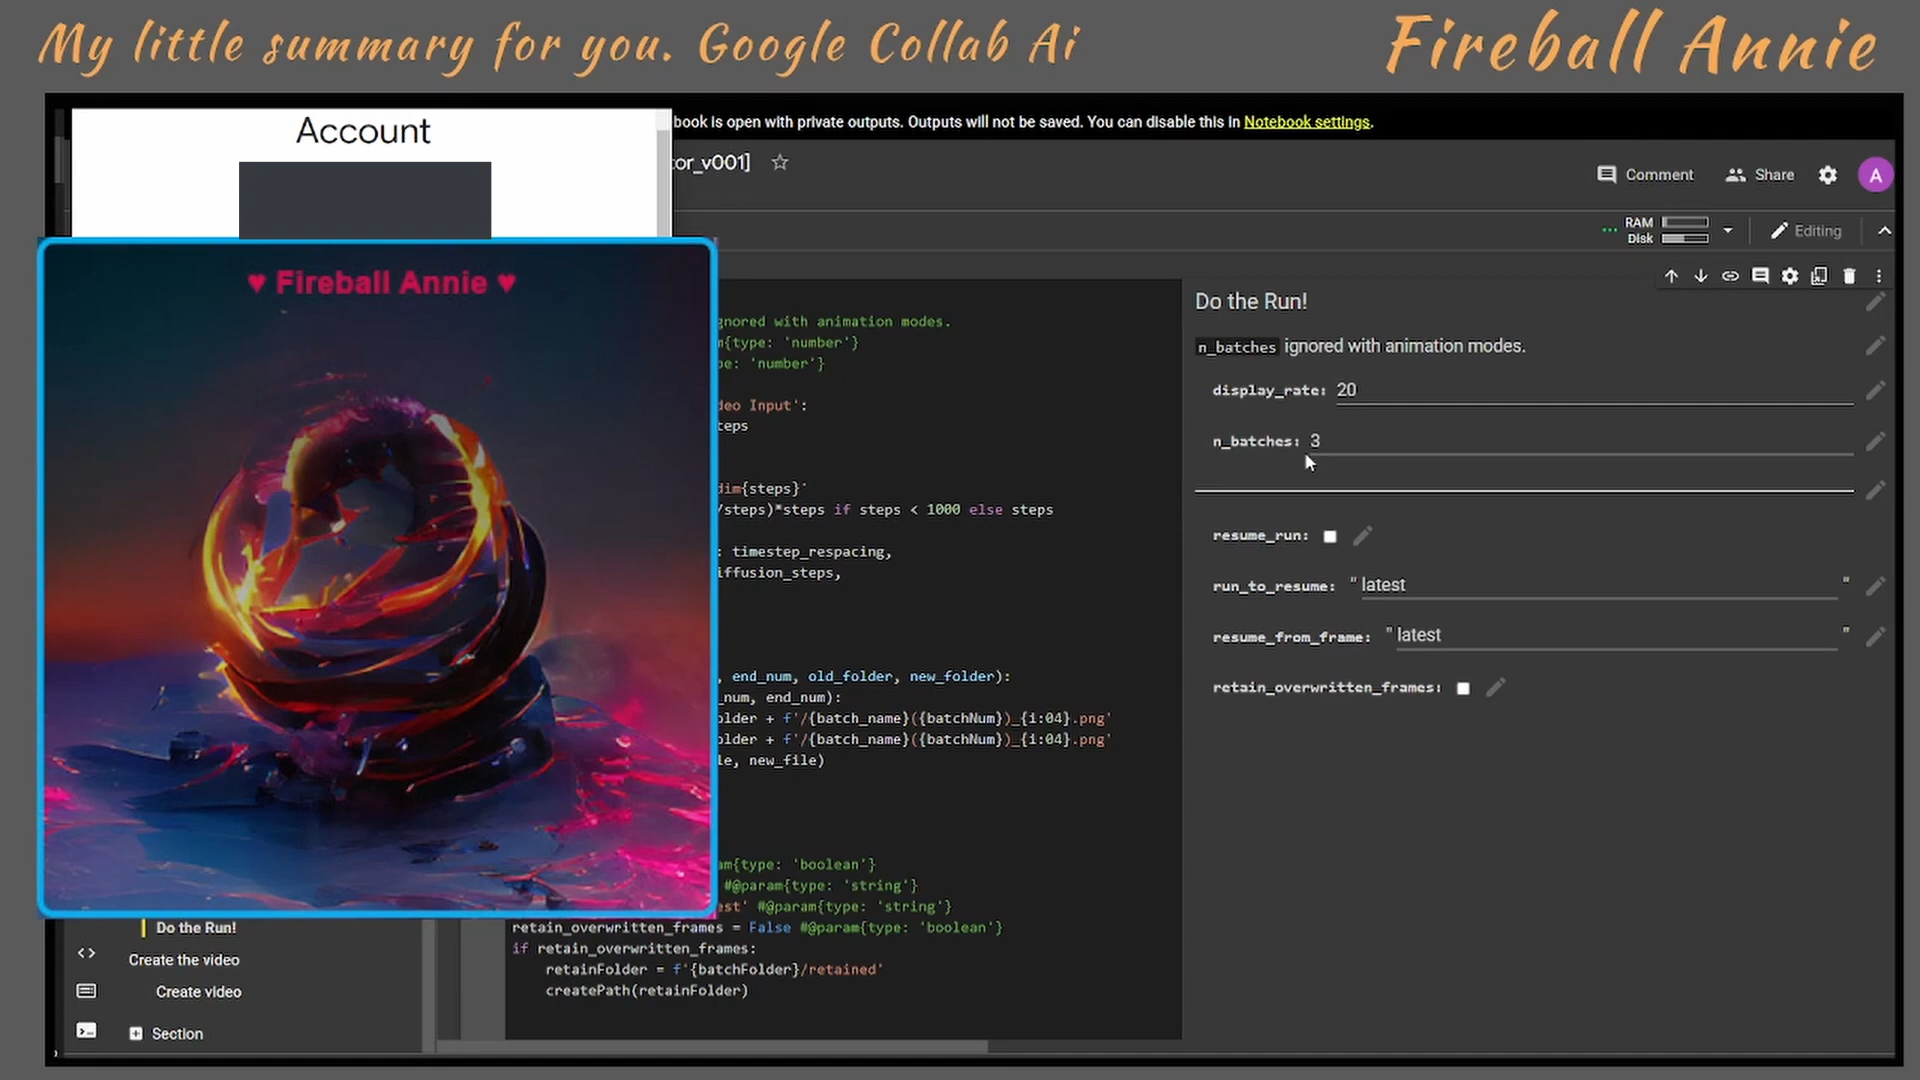 My little summary for you. Google Collab Ai
Fireball Annie
Account
book is open with private outputs. Outputs will not be saved. You can disable this in Notebook settings.
tor_v001]
Comment
Share
A
RAM
Disk
Editing
♥ Fireball Annie ♥
gnored with animation modes.
m{type: 'number'}
pe: 'number'}
deo Input':
teps
dim{steps}'
/steps)*steps if steps < 1000 else steps
: timestep_respacing,
iffusion_steps,
, end_num, old_folder, new_folder):
_num, end_num):
older + f'/{batch_name}({batchNum})_{i:04}.png'
older + f'/{batch_name}({batchNum})_{i:04}.png'
le, new_file)
am{type: 'boolean'}
#@param{type: 'string'}
est' #@param{type: 'string'}
retain_overwritten_frames = False #@param{type: 'boolean'}
if retain_overwritten_frames:
retainFolder = f'{batchFolder}/retained'
createPath(retainFolder)
Do the Run!
n_batches ignored with animation modes.
display_rate: 20
n_batches: 3
resume_run:
run_to_resume: " latest "
resume_from_frame: " latest "
retain_overwritten_frames:
Do the Run!
Create the video
Create video
Section